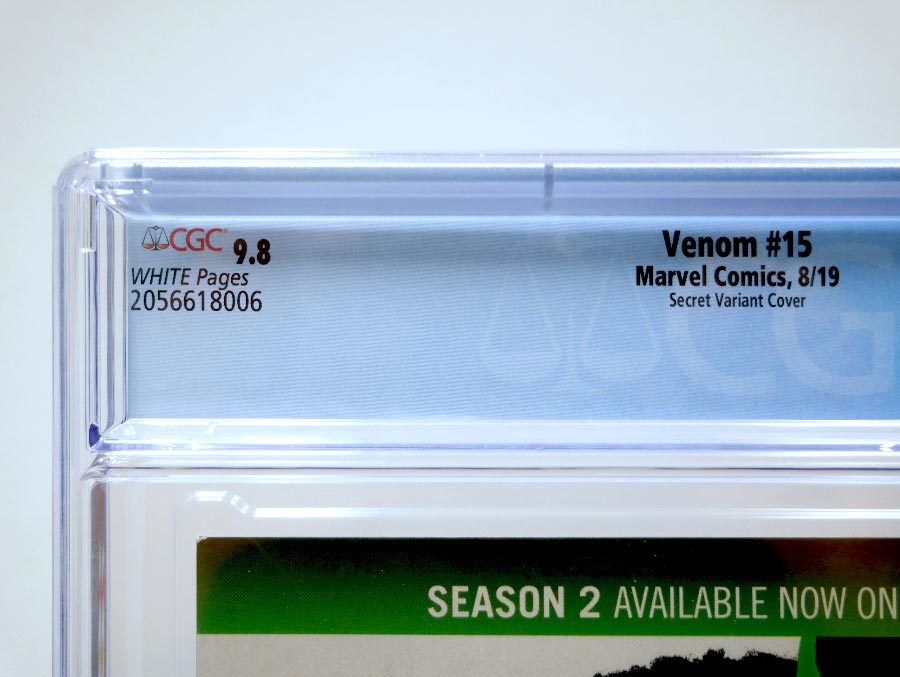 CGC 9.8
WHITE Pages
2056618006
Venom #15
Marvel Comics, 8/19
Secret Variant Cover
CG
SEASON 2 AVAILABLE NOW ON